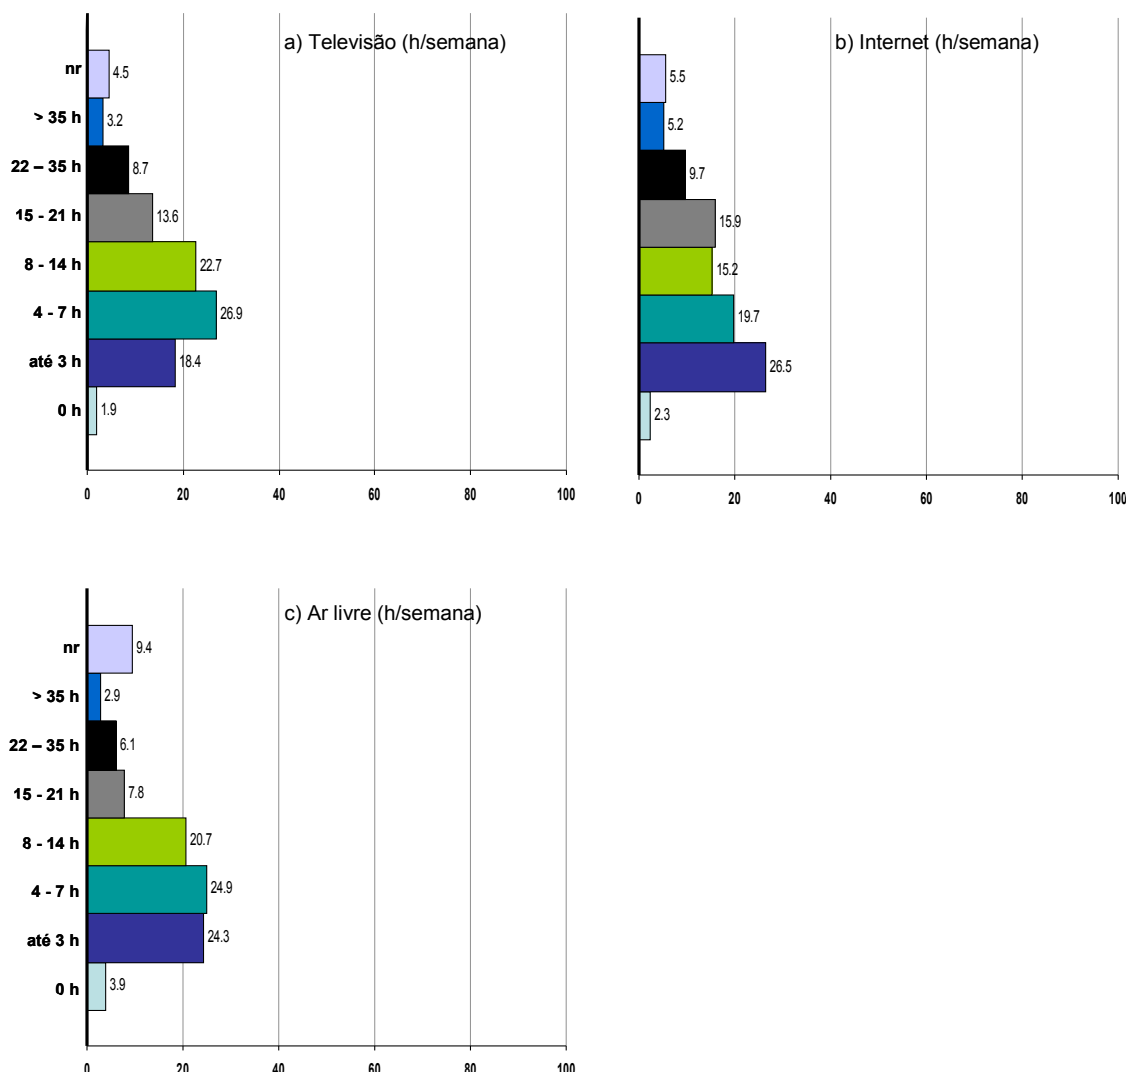 a) Televisão (h/semana)
nr
4.5
> 35 h
3.2
22 – 35 h
8.7
15 - 21 h
13.6
8 - 14 h
22.7
4 - 7 h
26.9
até 3 h
18.4
0 h
1.9
0 20 40 60 80 100
b) Internet (h/semana)
5.5
5.2
9.7
15.9
15.2
19.7
26.5
2.3
0 20 40 60 80 100
c) Ar livre (h/semana)
nr
9.4
> 35 h
2.9
22 – 35 h
6.1
15 - 21 h
7.8
8 - 14 h
20.7
4 - 7 h
24.9
até 3 h
24.3
0 h
3.9
0 20 40 60 80 100